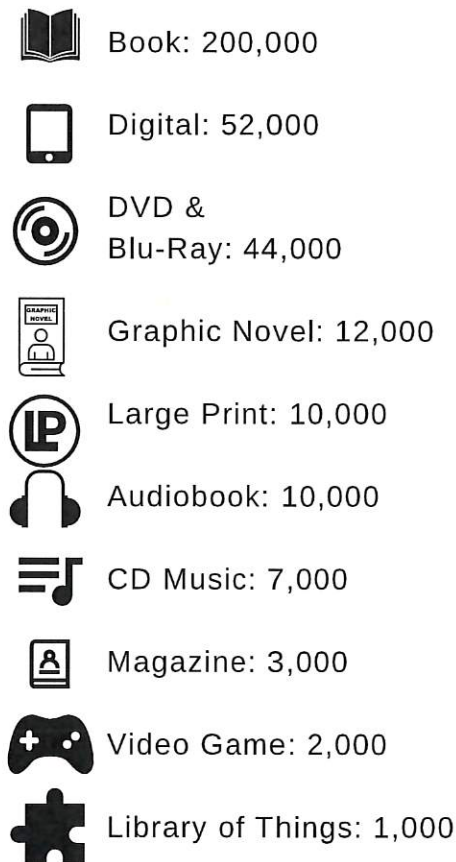 Book: 200,000
Digital: 52,000
DVD &
Blu-Ray: 44,000
GRAPHIC
NOVEL
Graphic Novel: 12,000
LP
Large Print: 10,000
Audiobook: 10,000
CD Music: 7,000
Magazine: 3,000
Video Game: 2,000
Library of Things: 1,000